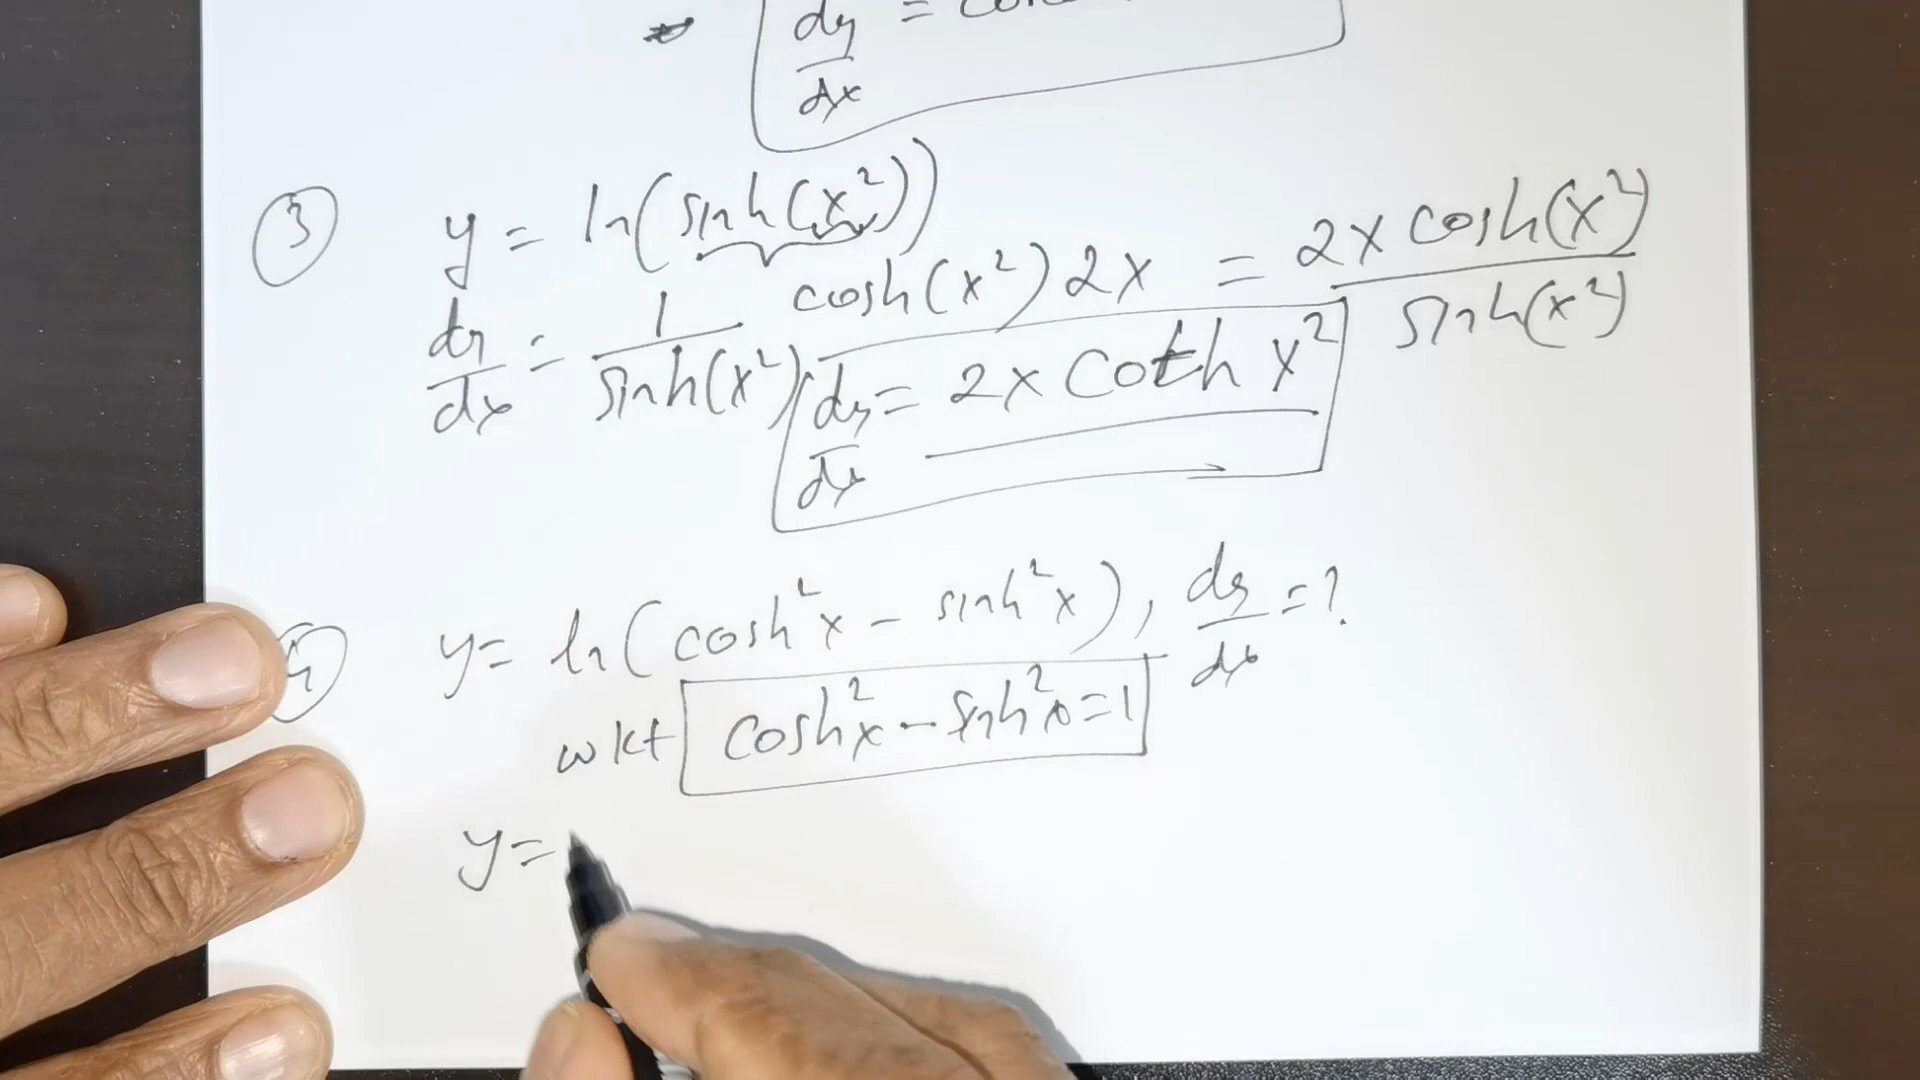 dy/dx =
③ y = ln(sinh(x²))
dy/dx = 1/sinh(x²) cosh(x²) 2x = 2x cosh(x²)/sinh(x²)
dy/dx = 2x coth x²
④ y = ln(cosh²x - sinh²x), dy/dx = ?
wkt cosh²x - sinh²x = 1
y =